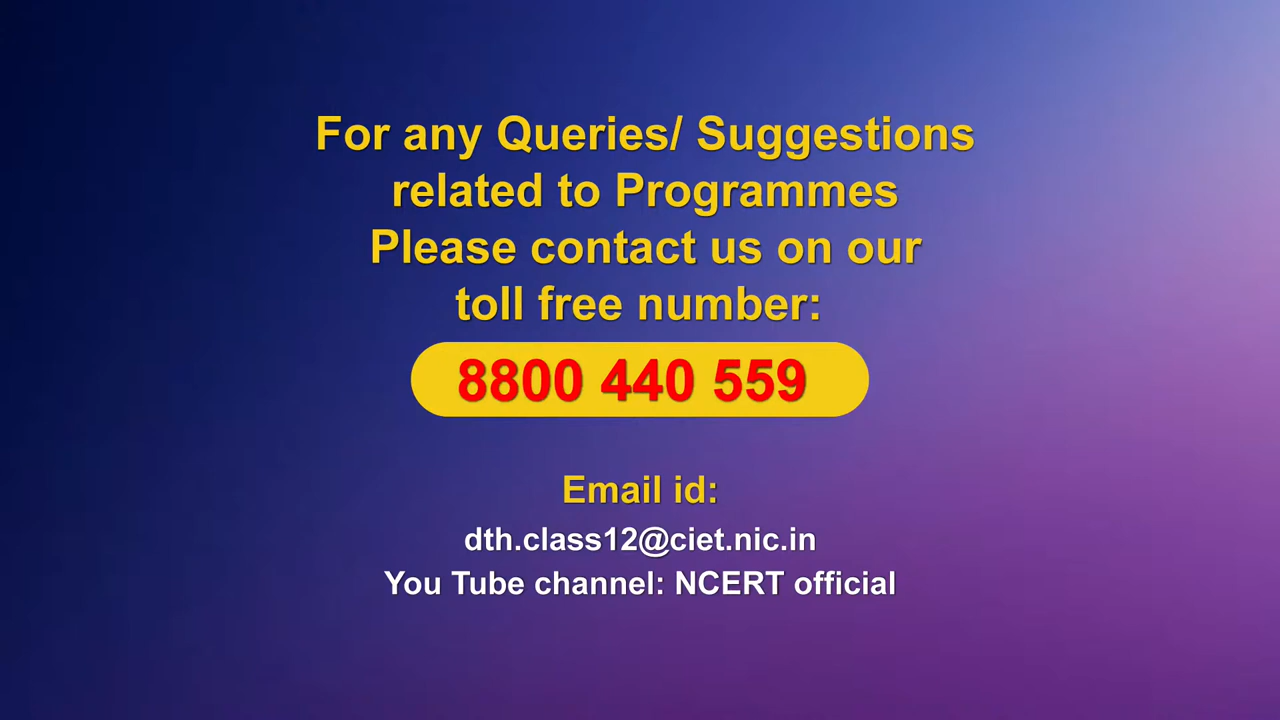 For any Queries/ Suggestions
related to Programmes
Please contact us on our
toll free number:
8800 440 559
Email id:
dth.class12@ciet.nic.in
You Tube channel: NCERT official